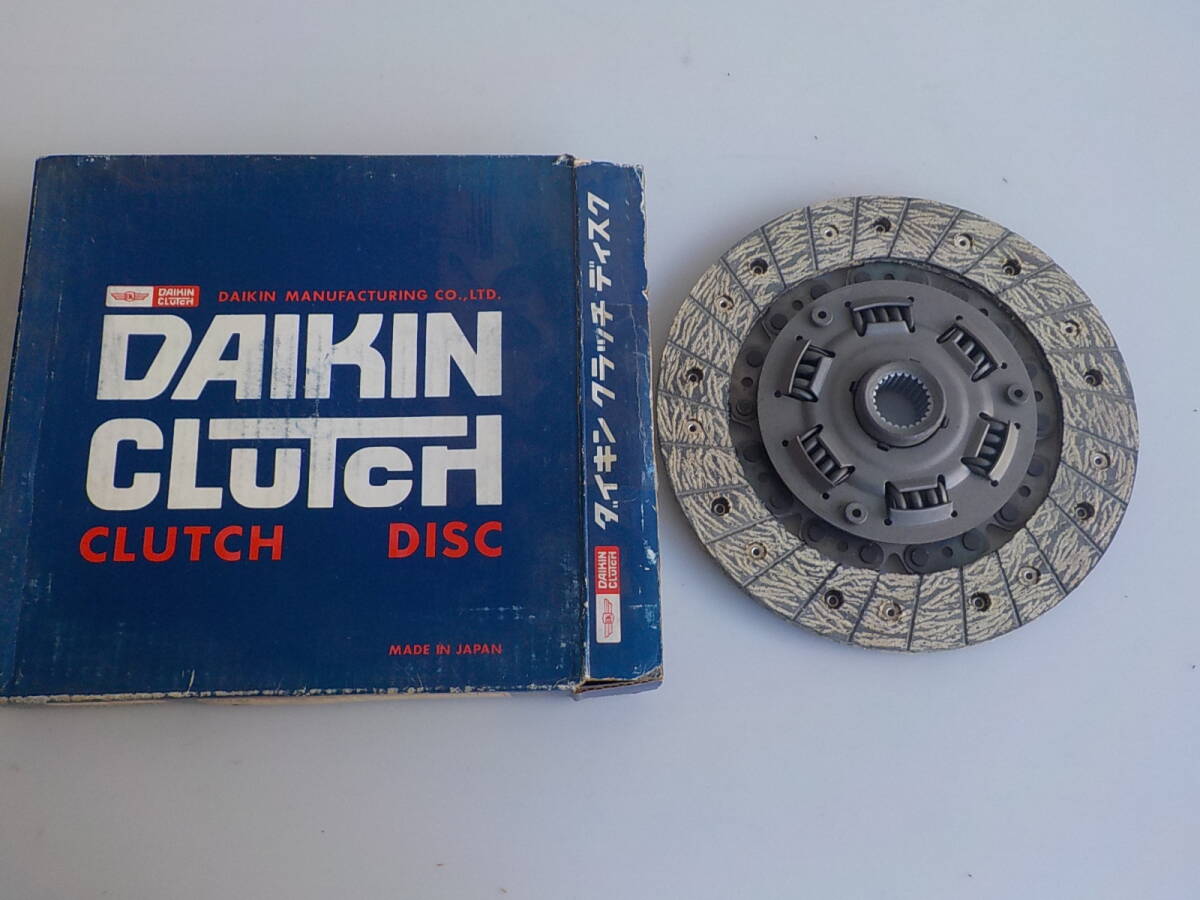 DAIKIN CLUTCH
DAIKIN MANUFACTURING CO.,LTD.
DAIKIN
CLUTCH
CLUTCH DISC
MADE IN JAPAN
ダイキン クラッチ ディスク
DAIKIN CLUTCH